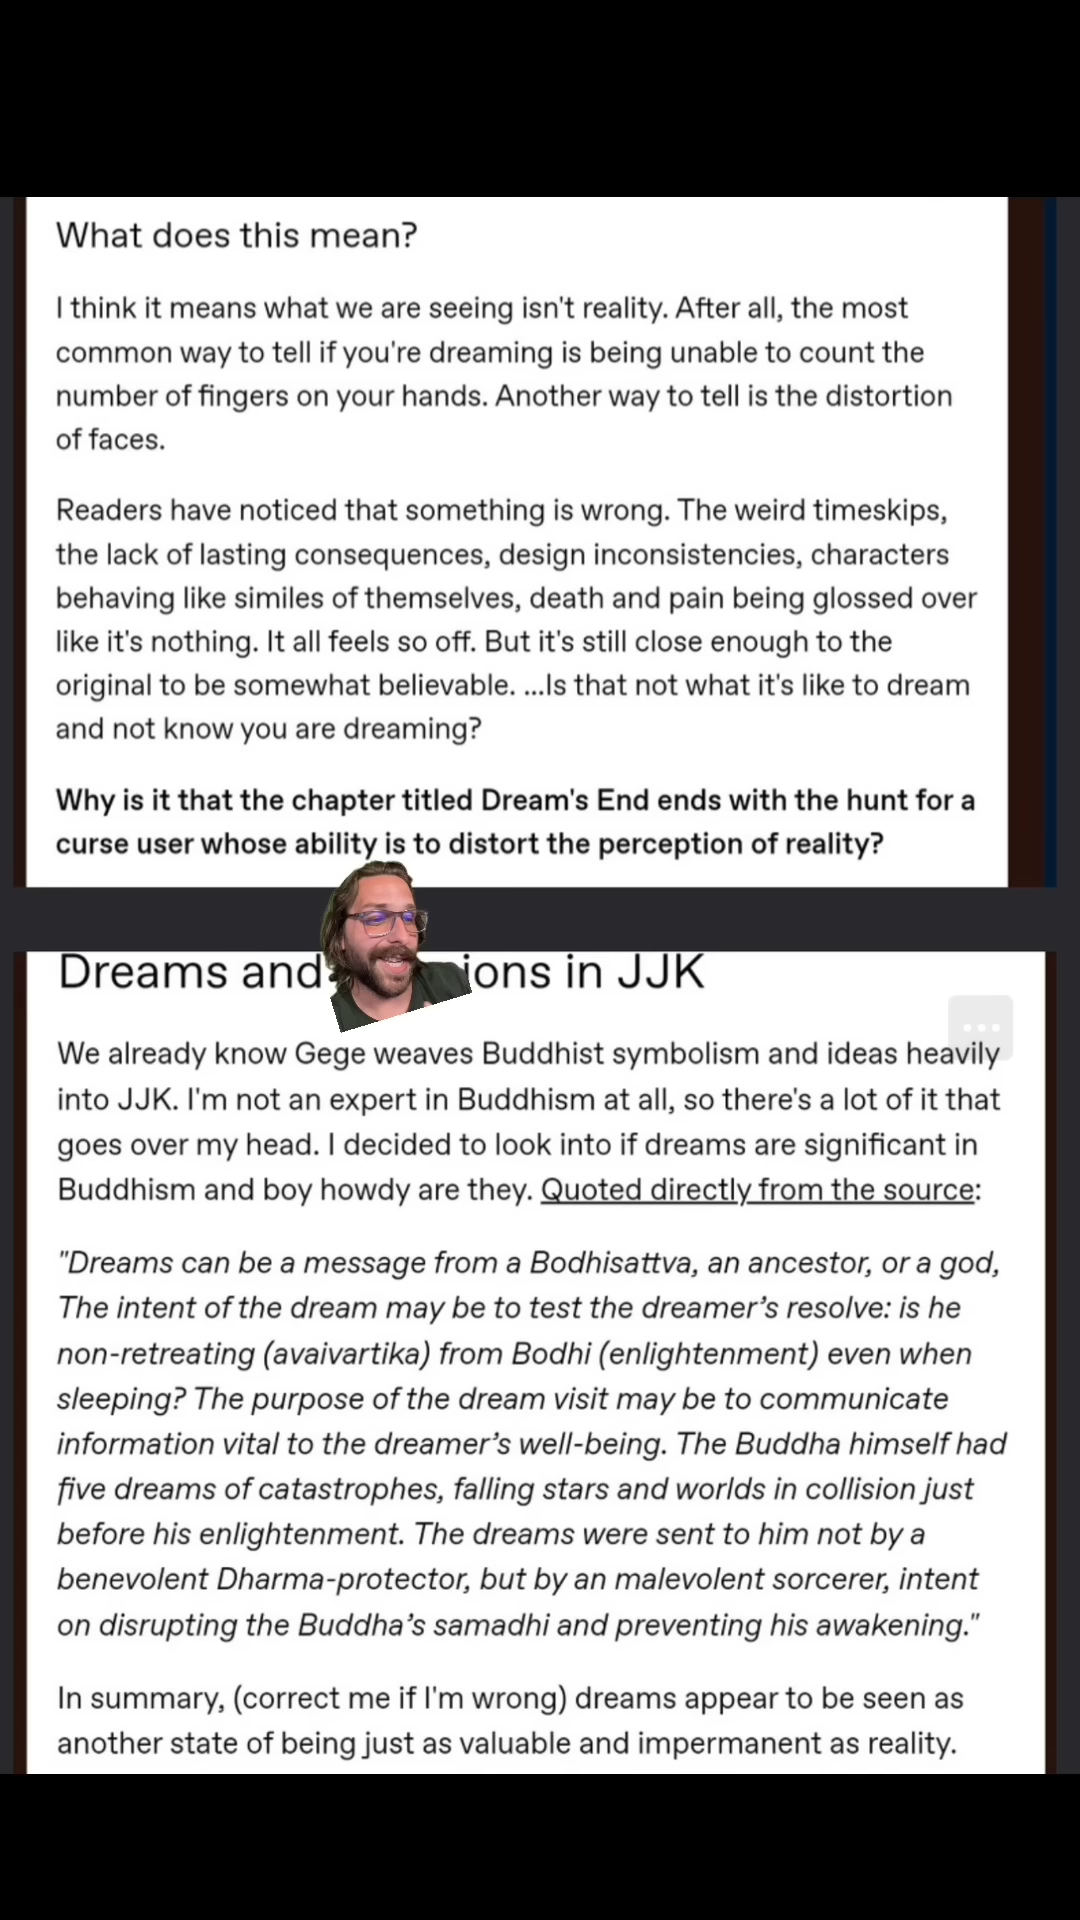 What does this mean?
I think it means what we are seeing isn't reality. After all, the most
common way to tell if you're dreaming is being unable to count the
number of fingers on your hands. Another way to tell is the distortion
of faces.
Readers have noticed that something is wrong. The weird timeskips,
the lack of lasting consequences, design inconsistencies, characters
behaving like similes of themselves, death and pain being glossed over
like it's nothing. It all feels so off. But it's still close enough to the
original to be somewhat believable. ...Is that not what it's like to dream
and not know you are dreaming?
Why is it that the chapter titled Dream's End ends with the hunt for a
curse user whose ability is to distort the perception of reality?
Dreams and ions in JJK
We already know Gege weaves Buddhist symbolism and ideas heavily
into JJK. I'm not an expert in Buddhism at all, so there's a lot of it that
goes over my head. I decided to look into if dreams are significant in
Buddhism and boy howdy are they. Quoted directly from the source:
"Dreams can be a message from a Bodhisattva, an ancestor, or a god,
The intent of the dream may be to test the dreamer’s resolve: is he
non-retreating (avaivartika) from Bodhi (enlightenment) even when
sleeping? The purpose of the dream visit may be to communicate
information vital to the dreamer’s well-being. The Buddha himself had
five dreams of catastrophes, falling stars and worlds in collision just
before his enlightenment. The dreams were sent to him not by a
benevolent Dharma-protector, but by an malevolent sorcerer, intent
on disrupting the Buddha’s samadhi and preventing his awakening."
In summary, (correct me if I'm wrong) dreams appear to be seen as
another state of being just as valuable and impermanent as reality.